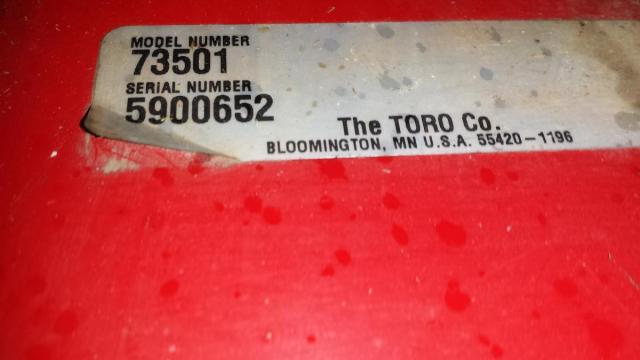 MODEL NUMBER
73501
SERIAL NUMBER
5900652
The TORO Co.
BLOOMINGTON, MN U.S.A. 55420-1196